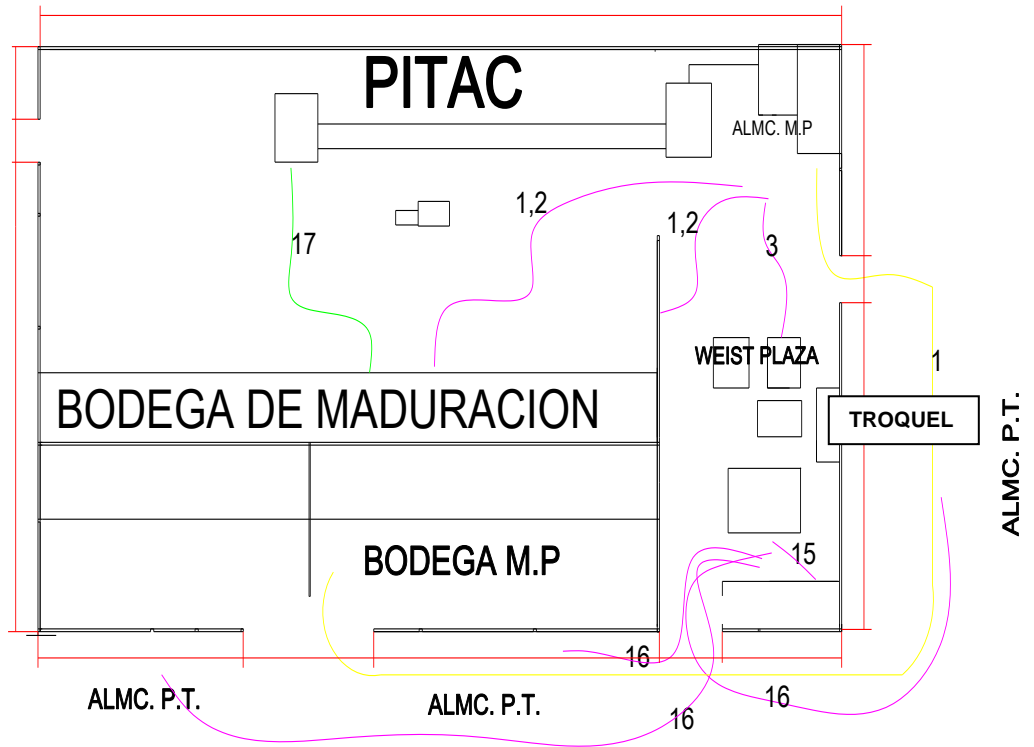 PITAC
ALMC. M.P
1,2
1,2
17
3
WEIST PLAZA
1
BODEGA DE MADURACION
TROQUEL
ALMC. P.T.
BODEGA M.P
15
16
16
16
ALMC. P.T.
ALMC. P.T.